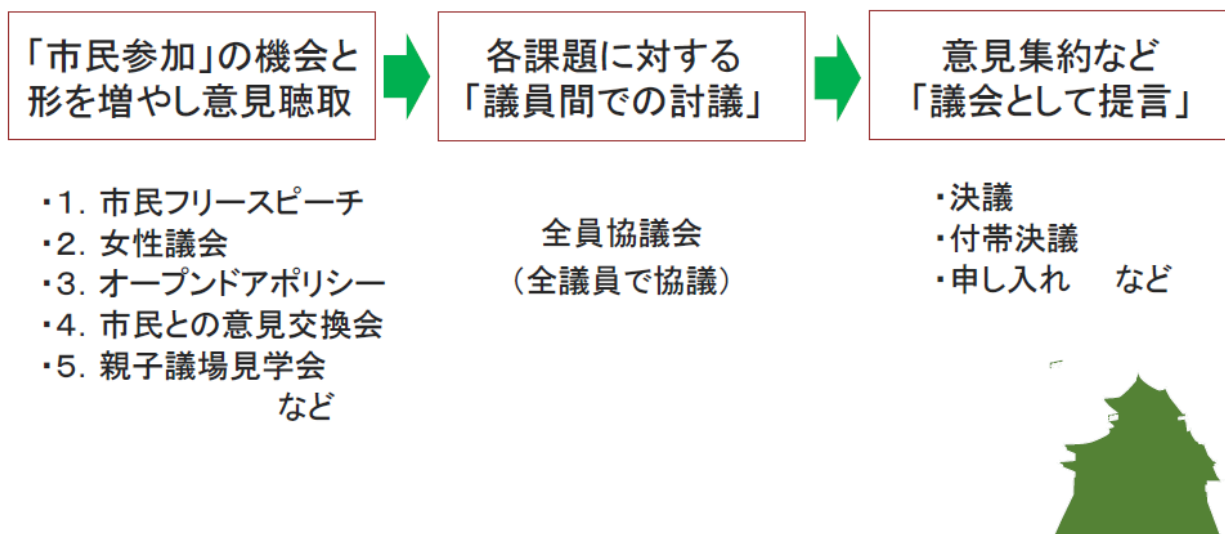 「市民参加」の機会と
形を増やし意見聴取
各課題に対する
「議員間での討議」
意見集約など
「議会として提言」
・1．市民フリースピーチ
・2．女性議会
・3．オープンドアポリシー
・4．市民との意見交換会
・5．親子議場見学会
など
全員協議会
（全議員で協議）
・決議
・付帯決議
・申し入れ　など